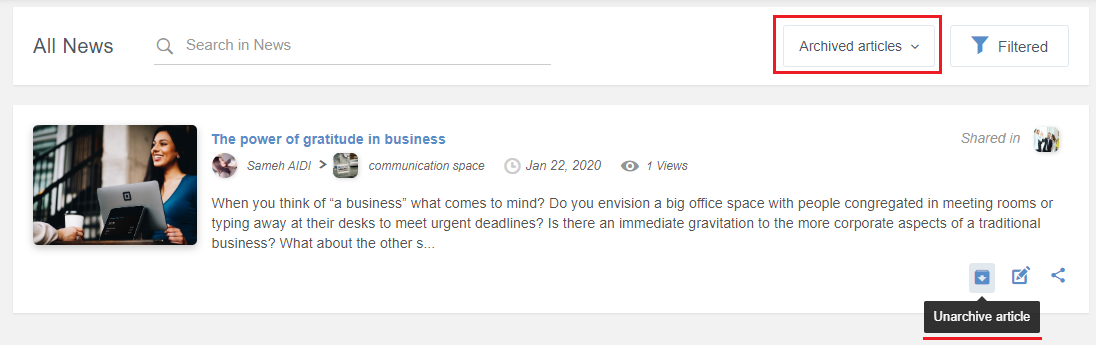 All News
Search in News
Archived articles
Filtered
The power of gratitude in business
Shared in
Sameh AIDI > communication space Jan 22, 2020 1 Views
When you think of “a business” what comes to mind? Do you envision a big office space with people congregated in meeting rooms or
typing away at their desks to meet urgent deadlines? Is there an immediate gravitation to the more corporate aspects of a traditional
business? What about the other s...
Unarchive article